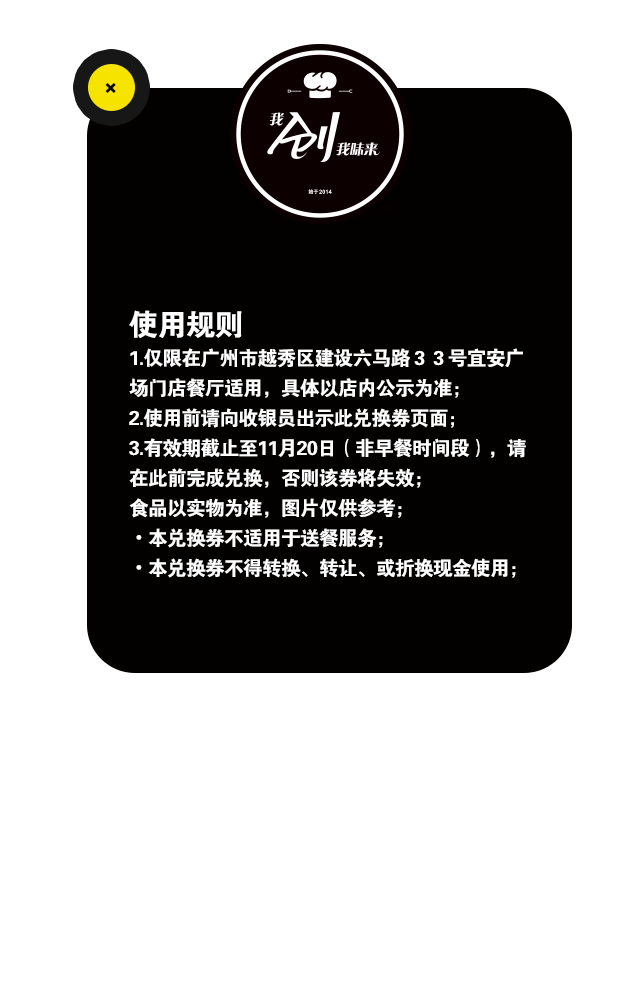 ×
我
创
我味来
始于2014
使用规则
1.仅限在广州市越秀区建设六马路３３号宜安广
场门店餐厅适用，具体以店内公示为准；
2.使用前请向收银员出示此兑换券页面；
3.有效期截止至11月20日（非早餐时间段），请
在此前完成兑换，否则该券将失效；
食品以实物为准，图片仅供参考；
·本兑换券不适用于送餐服务；
·本兑换券不得转换、转让、或折换现金使用；